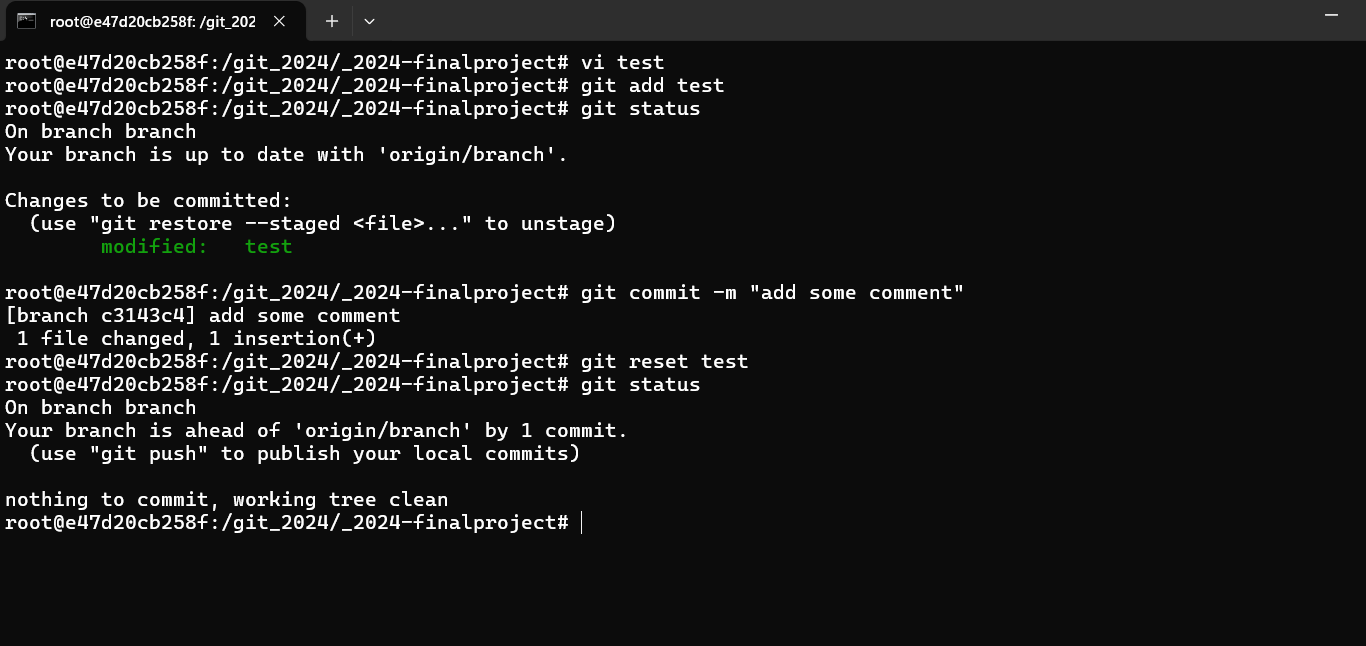 root@e47d20cb258f: /git_202
root@e47d20cb258f:/git_2024/_2024-finalproject# vi test
root@e47d20cb258f:/git_2024/_2024-finalproject# git add test
root@e47d20cb258f:/git_2024/_2024-finalproject# git status
On branch branch
Your branch is up to date with 'origin/branch'.

Changes to be committed:
  (use "git restore --staged <file>..." to unstage)
        modified:   test

root@e47d20cb258f:/git_2024/_2024-finalproject# git commit -m "add some comment"
[branch c3143c4] add some comment
 1 file changed, 1 insertion(+)
root@e47d20cb258f:/git_2024/_2024-finalproject# git reset test
root@e47d20cb258f:/git_2024/_2024-finalproject# git status
On branch branch
Your branch is ahead of 'origin/branch' by 1 commit.
  (use "git push" to publish your local commits)

nothing to commit, working tree clean
root@e47d20cb258f:/git_2024/_2024-finalproject#